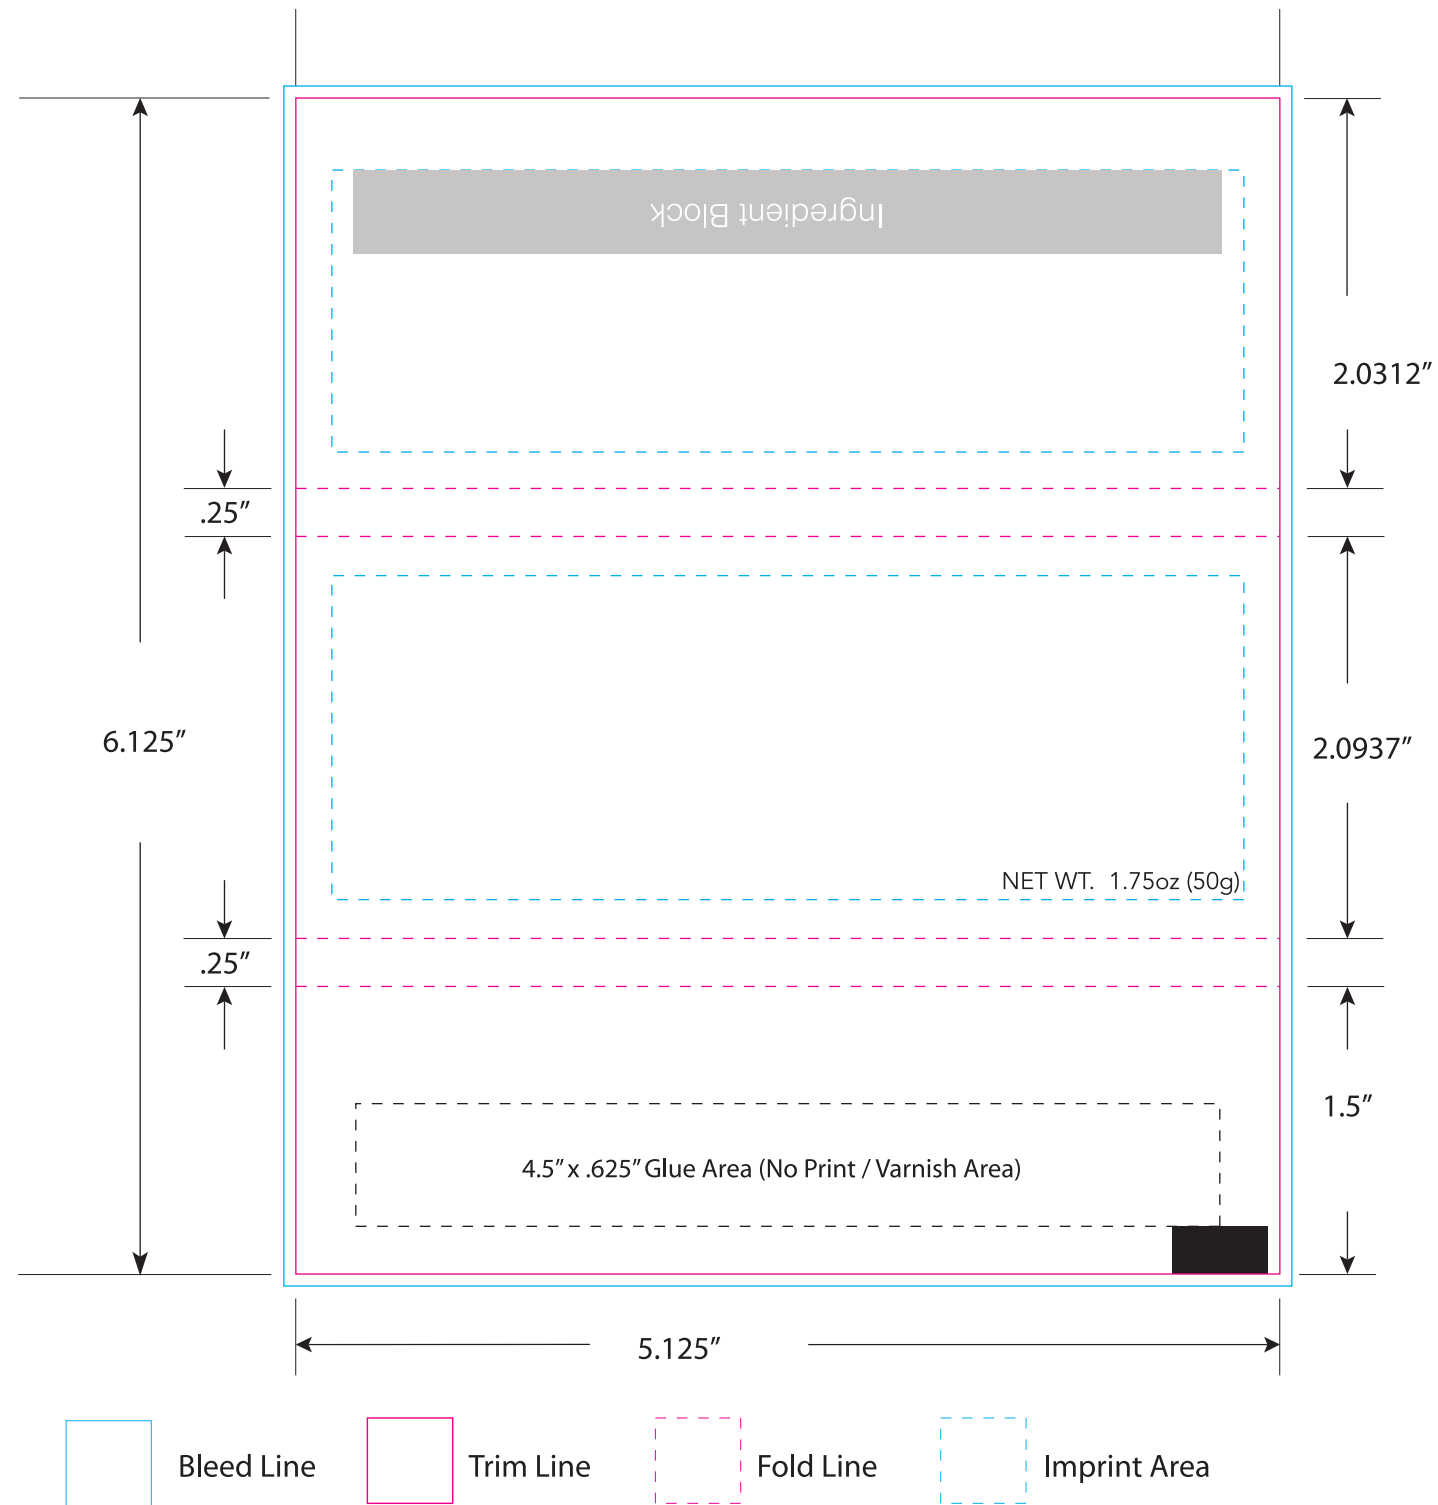 Ingredient Block
2.0312”
.25”
6.125”
2.0937”
NET WT. 1.75oz (50g)
.25”
1.5”
4.5” x .625” Glue Area (No Print / Varnish Area)
5.125”
Bleed Line
Trim Line
Fold Line
Imprint Area